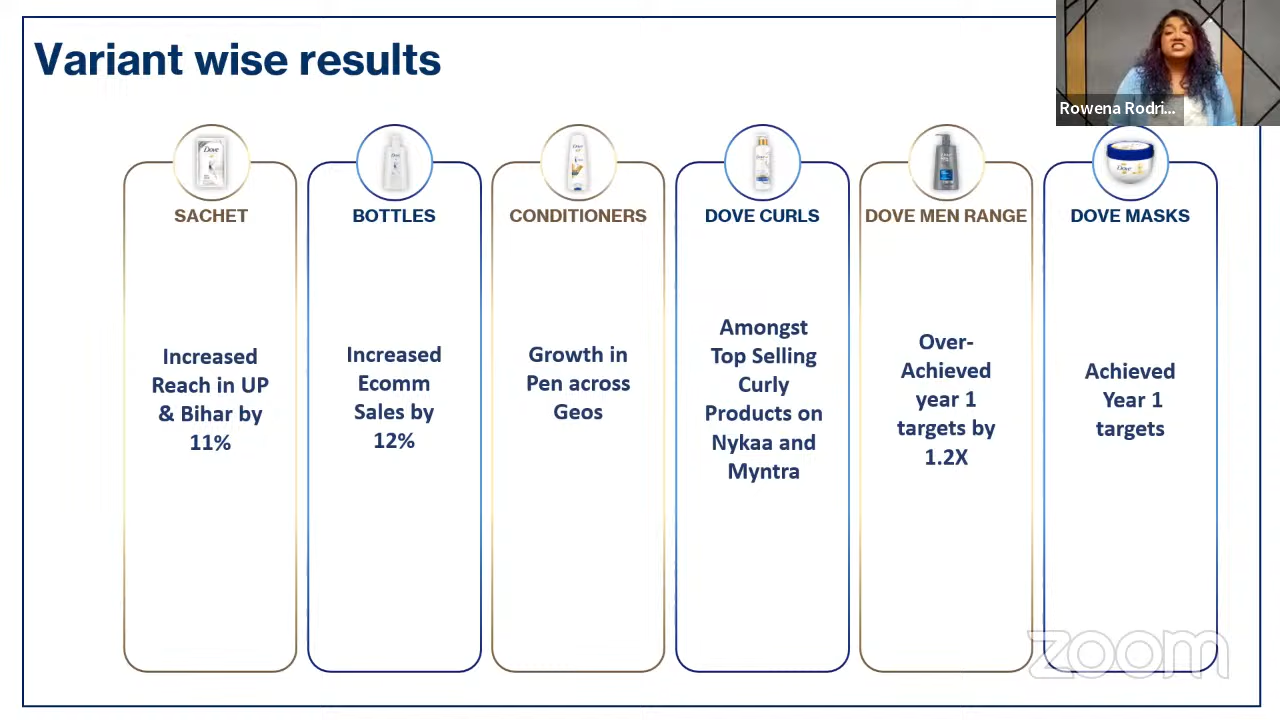 Variant wise results
Rowena Rodri...
SACHET
Increased
Reach in UP
& Bihar by
11%
BOTTLES
Increased
Ecomm
Sales by
12%
CONDITIONERS
Growth in
Pen across
Geos
DOVE CURLS
Amongst
Top Selling
Curly
Products on
Nykaa and
Myntra
DOVE MEN RANGE
Over-
Achieved
year 1
targets by
1.2X
DOVE MASKS
Achieved
Year 1
targets
Dove
Dove
zoom